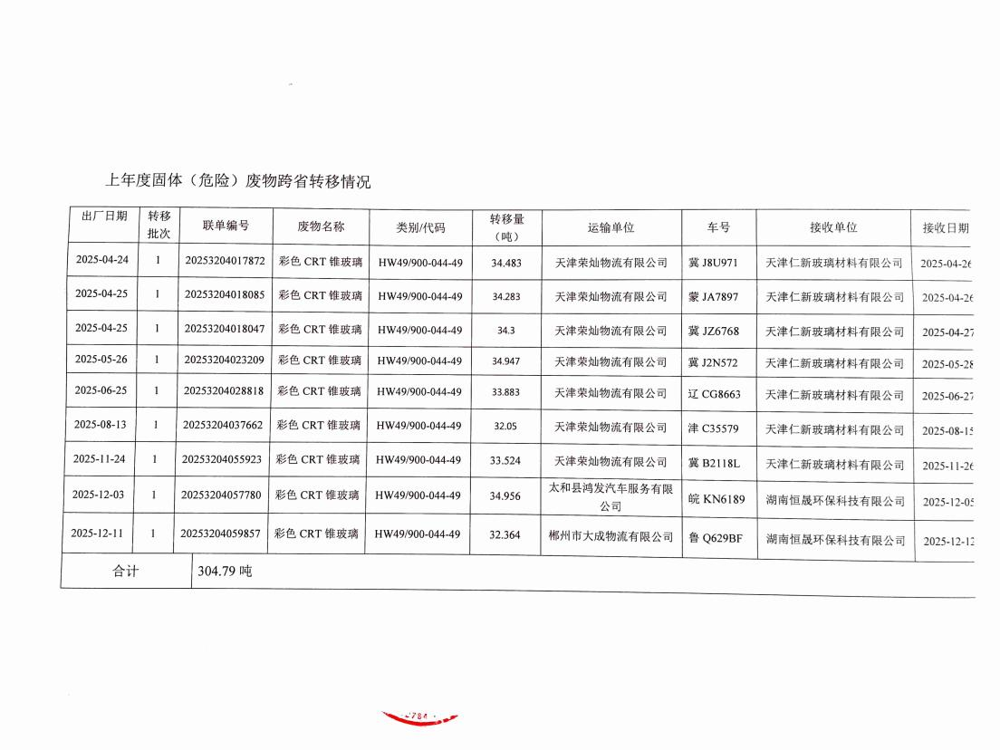 上年度固体（危险）废物跨省转移情况
出厂日期 转移批次 联单编号 废物名称 类别/代码 转移量（吨） 运输单位 车号 接收单位 接收日期
2025-04-24 1 20253204017872 彩色 CRT 锥玻璃 HW49/900-044-49 34.483 天津荣灿物流有限公司 冀 J8U971 天津仁新玻璃材料有限公司 2025-04-26
2025-04-25 1 20253204018085 彩色 CRT 锥玻璃 HW49/900-044-49 34.283 天津荣灿物流有限公司 蒙 JA7897 天津仁新玻璃材料有限公司 2025-04-26
2025-04-25 1 20253204018047 彩色 CRT 锥玻璃 HW49/900-044-49 34.3 天津荣灿物流有限公司 冀 JZ6768 天津仁新玻璃材料有限公司 2025-04-27
2025-05-26 1 20253204023209 彩色 CRT 锥玻璃 HW49/900-044-49 34.947 天津荣灿物流有限公司 冀 J2N572 天津仁新玻璃材料有限公司 2025-05-28
2025-06-25 1 20253204028818 彩色 CRT 锥玻璃 HW49/900-044-49 33.883 天津荣灿物流有限公司 辽 CG8663 天津仁新玻璃材料有限公司 2025-06-27
2025-08-13 1 20253204037662 彩色 CRT 锥玻璃 HW49/900-044-49 32.05 天津荣灿物流有限公司 津 C35579 天津仁新玻璃材料有限公司 2025-08-15
2025-11-24 1 20253204055923 彩色 CRT 锥玻璃 HW49/900-044-49 33.524 天津荣灿物流有限公司 冀 B2118L 天津仁新玻璃材料有限公司 2025-11-26
2025-12-03 1 20253204057780 彩色 CRT 锥玻璃 HW49/900-044-49 34.956 太和县鸿发汽车服务有限公司 皖 KN6189 湖南恒晟环保科技有限公司 2025-12-05
2025-12-11 1 20253204059857 彩色 CRT 锥玻璃 HW49/900-044-49 32.364 郴州市大成物流有限公司 鲁 Q629BF 湖南恒晟环保科技有限公司 2025-12-12
合计 304.79 吨
784